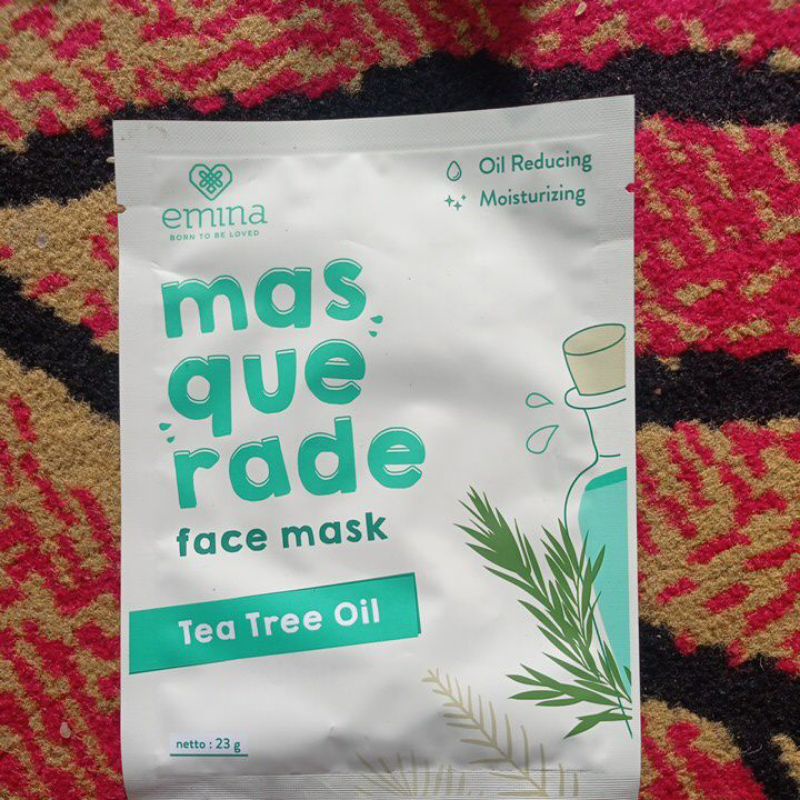 emina
BORN TO BE LOVED
Oil Reducing
Moisturizing
mas
que
rade
face mask
Tea Tree Oil
netto : 23 g